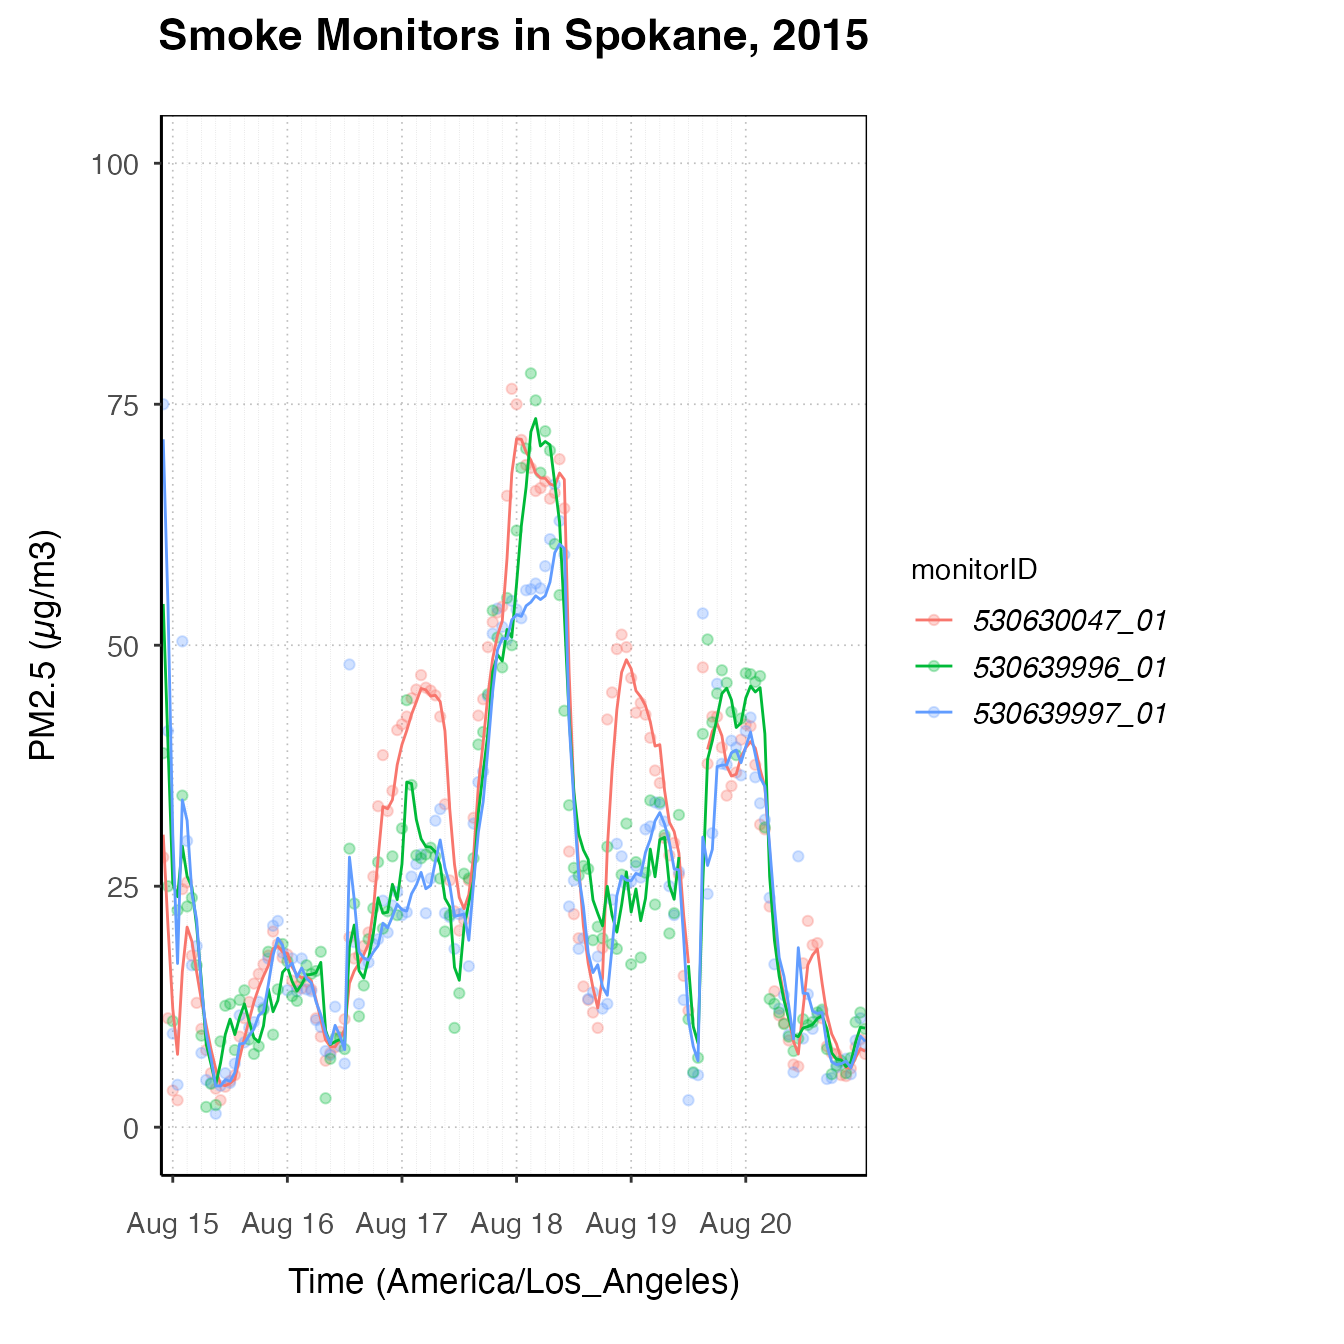 Smoke Monitors in Spokane, 2015
100
75
50
25
0
PM2.5 (µg/m3)
Aug 15 Aug 16 Aug 17 Aug 18 Aug 19 Aug 20
Time (America/Los_Angeles)
monitorID
530630047_01
530639996_01
530639997_01